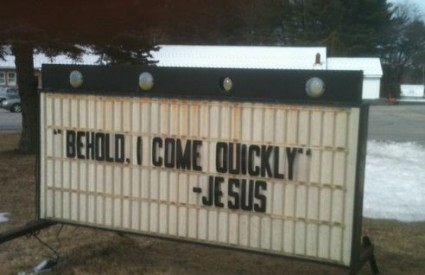 "BEHOLD, I COME QUICKLY"
-JESUS